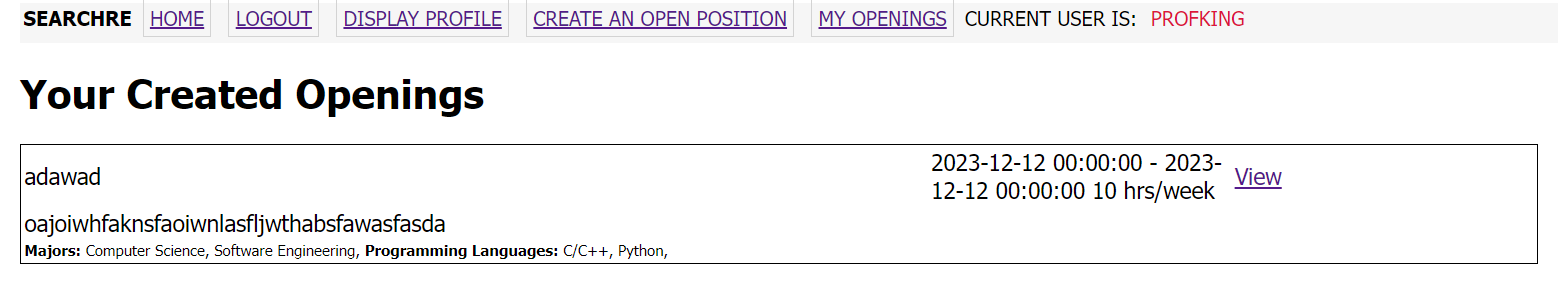 SEARCHRE HOME LOGOUT DISPLAY PROFILE CREATE AN OPEN POSITION MY OPENINGS CURRENT USER IS: PROFKING
Your Created Openings
adawad
2023-12-12 00:00:00 - 2023-
12-12 00:00:00 10 hrs/week
View
oajoiwhfaknsfaoiwnlasfljwthabsfawasfasda
Majors: Computer Science, Software Engineering, Programming Languages: C/C++, Python,